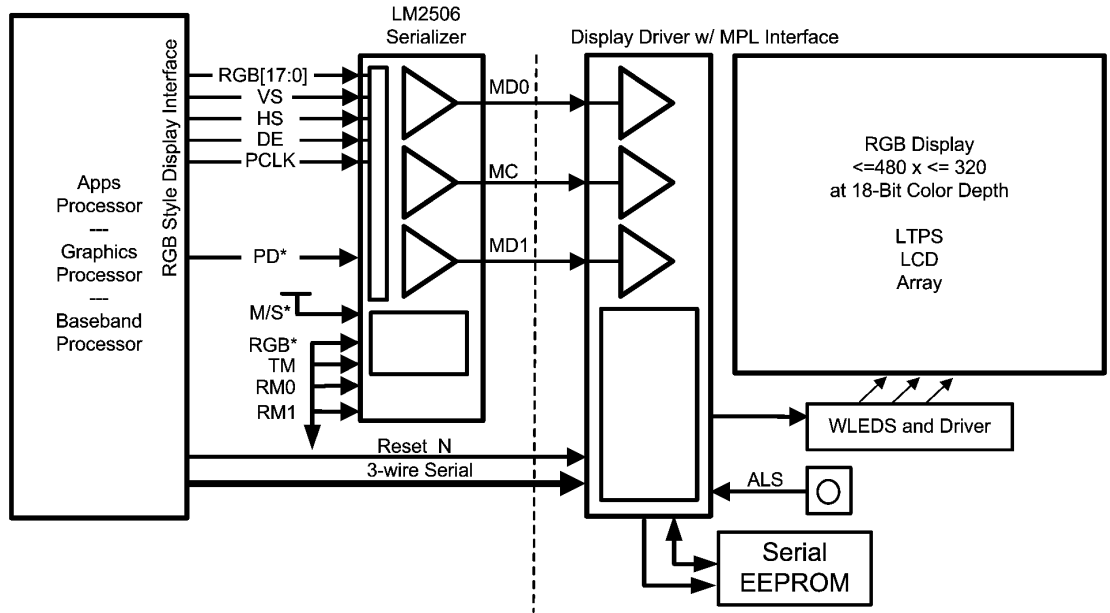 LM2506
Serializer
Display Driver w/ MPL Interface
RGB Style Display Interface
RGB[17:0]
VS
HS
DE
PCLK
PD*
M/S*
RGB*
TM
RM0
RM1
Apps
Processor
---
Graphics
Processor
---
Baseband
Processor
MD0
MC
MD1
RGB Display
<=480 x <= 320
at 18-Bit Color Depth
LTPS
LCD
Array
WLEDS and Driver
Reset_N
3-wire Serial
ALS
Serial
EEPROM